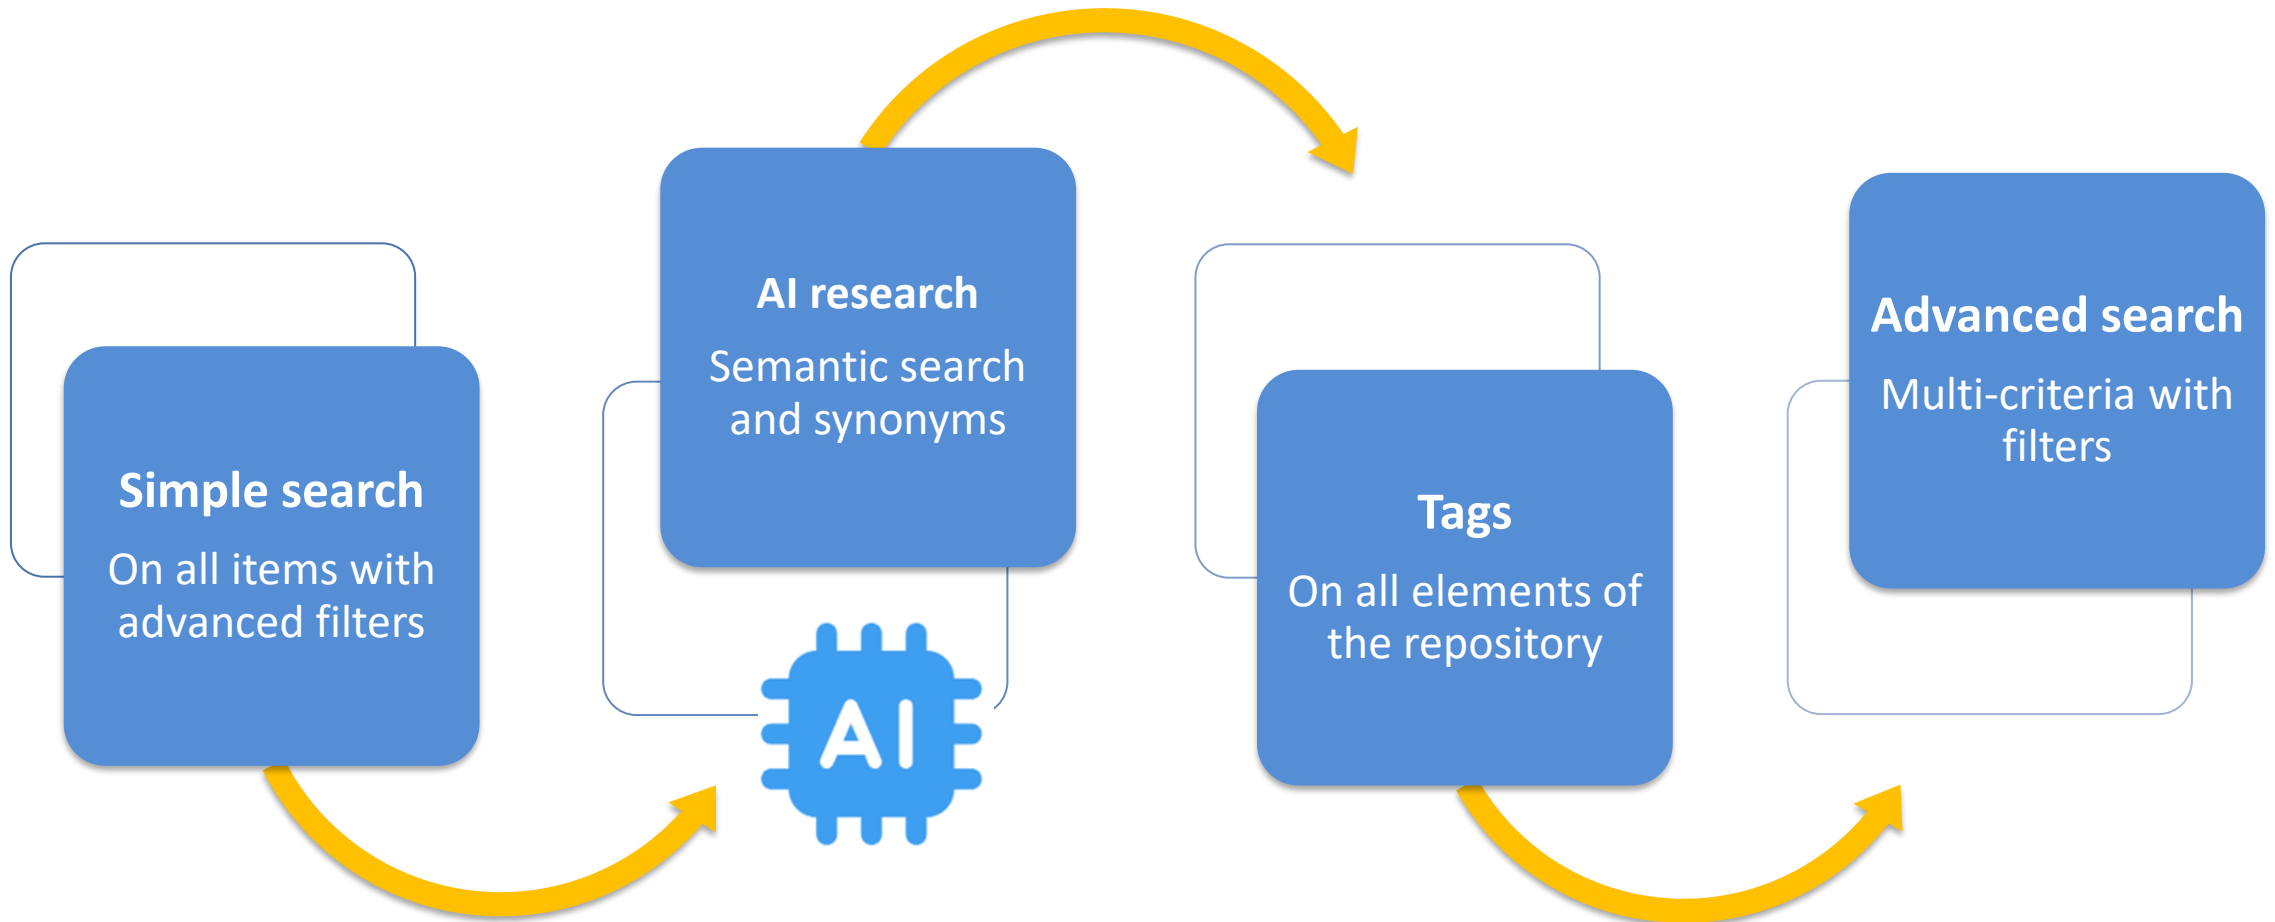 Simple search
On all items with
advanced filters
AI research
Semantic search
and synonyms
AI
Tags
On all elements of
the repository
Advanced search
Multi-criteria with
filters